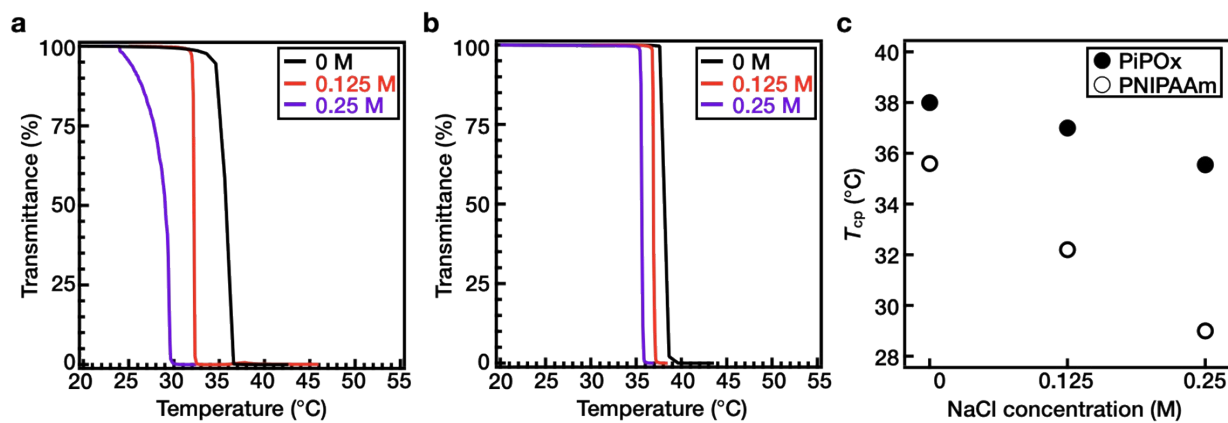 a
Transmittance (%)
100
75
50
25
0
0 M
0.125 M
0.25 M
20 25 30 35 40 45 50 55
Temperature (°C)
b
Transmittance (%)
100
75
50
25
0
0 M
0.125 M
0.25 M
20 25 30 35 40 45 50 55
Temperature (°C)
c
Tcp (°C)
40
38
36
34
32
30
29
28
PiPOx
PNIPAAm
0 0.125 0.25
NaCl concentration (M)